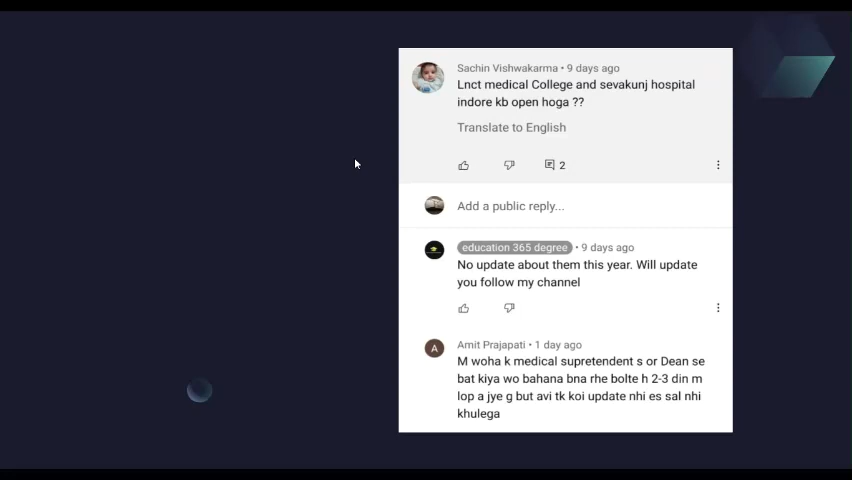 Sachin Vishwakarma • 9 days ago
Lnct medical College and sevakunj hospital
indore kb open hoga ??
Translate to English
2
Add a public reply...
education 365 degree • 9 days ago
No update about them this year. Will update
you follow my channel
A
Amit Prajapati • 1 day ago
M woha k medical supretendent s or Dean se
bat kiya wo bahana bna rhe bolte h 2-3 din m
lop a jye g but avi tk koi update nhi es sal nhi
khulega